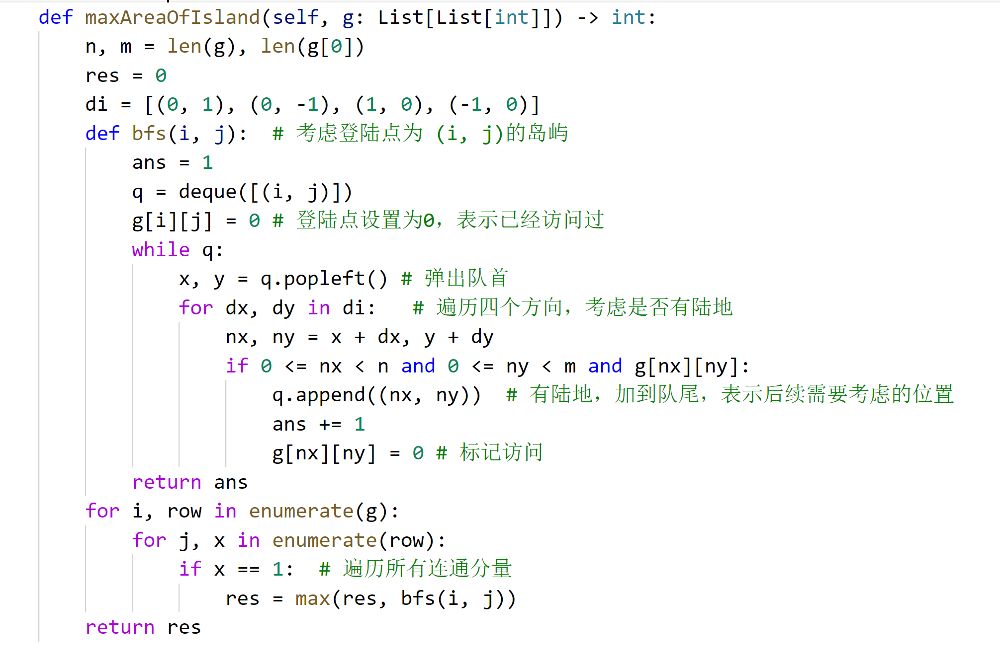 def maxAreaOfIsland(self, g: List[List[int]]) -> int:
    n, m = len(g), len(g[0])
    res = 0
    di = [(0, 1), (0, -1), (1, 0), (-1, 0)]
    def bfs(i, j):  # 考虑登陆点为 (i, j)的岛屿
        ans = 1
        q = deque([(i, j)])
        g[i][j] = 0 # 登陆点设置为0，表示已经访问过
        while q:
            x, y = q.popleft() # 弹出队首
            for dx, dy in di:   # 遍历四个方向，考虑是否有陆地
                nx, ny = x + dx, y + dy
                if 0 <= nx < n and 0 <= ny < m and g[nx][ny]:
                    q.append((nx, ny))  # 有陆地，加到队尾，表示后续需要考虑的位置
                    ans += 1
                    g[nx][ny] = 0 # 标记访问
        return ans
    for i, row in enumerate(g):
        for j, x in enumerate(row):
            if x == 1:  # 遍历所有连通分量
                res = max(res, bfs(i, j))
    return res